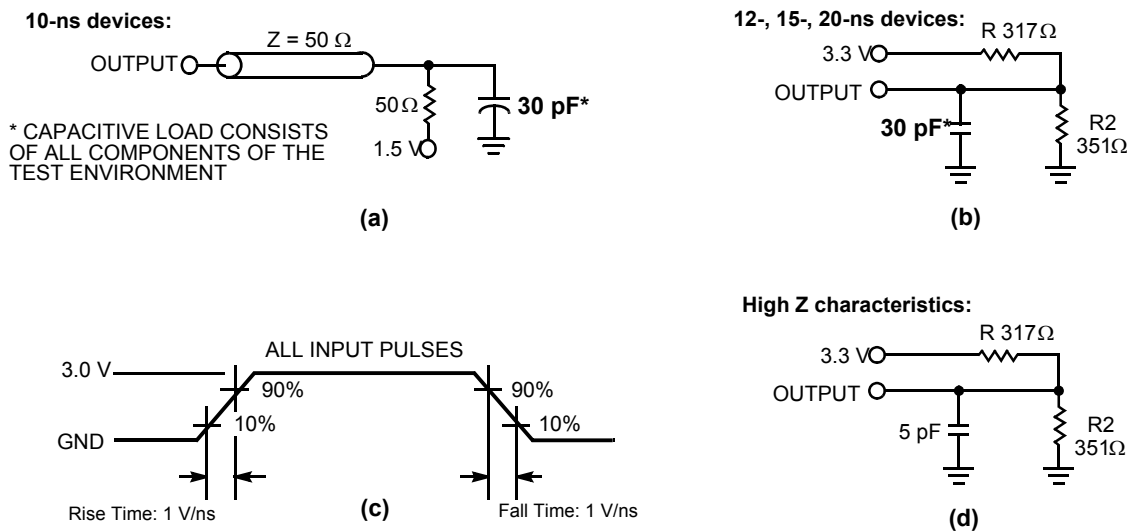 10-ns devices:
Z = 50 Ω
OUTPUT
50Ω
30 pF*
1.5 V
* CAPACITIVE LOAD CONSISTS
OF ALL COMPONENTS OF THE
TEST ENVIRONMENT
(a)
12-, 15-, 20-ns devices:
R 317Ω
3.3 V
OUTPUT
30 pF*
R2
351Ω
(b)
ALL INPUT PULSES
3.0 V
90%
10%
GND
90%
10%
Rise Time: 1 V/ns
(c)
Fall Time: 1 V/ns
High Z characteristics:
R 317Ω
3.3 V
OUTPUT
5 pF
R2
351Ω
(d)